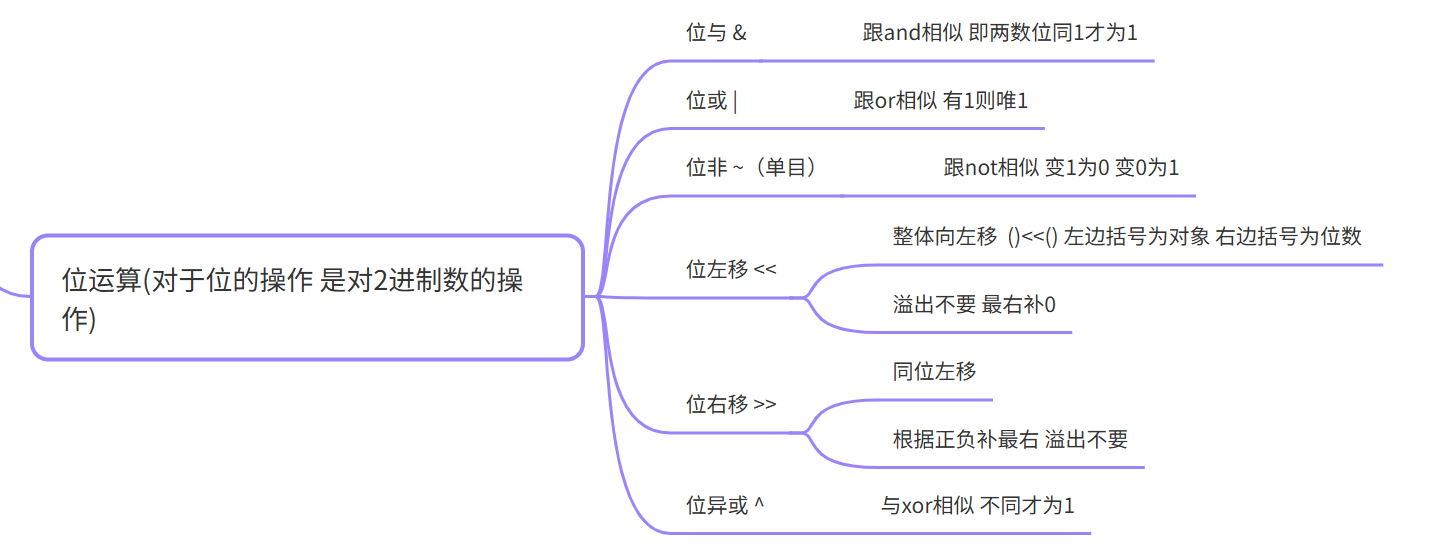 位与 &
跟and相似 即两数位同1才为1
位或 |
跟or相似 有1则唯1
位非 ~（单目）
跟not相似 变1为0 变0为1
整体向左移 ()<<() 左边括号为对象 右边括号为位数
位左移 <<
溢出不要 最右补0
位运算(对于位的操作 是对2进制数的操
作)
同位左移
位右移 >>
根据正负补最右 溢出不要
位异或 ^
与xor相似 不同才为1